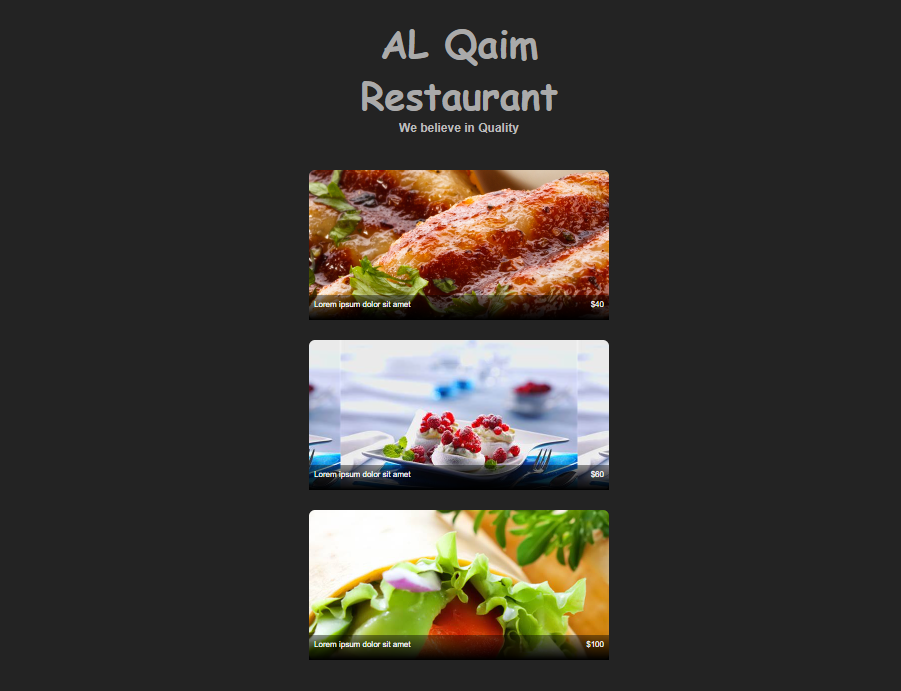 AL Qaim
Restaurant
We believe in Quality
Lorem ipsum dolor sit amet $40
Lorem ipsum dolor sit amet $60
Lorem ipsum dolor sit amet $100